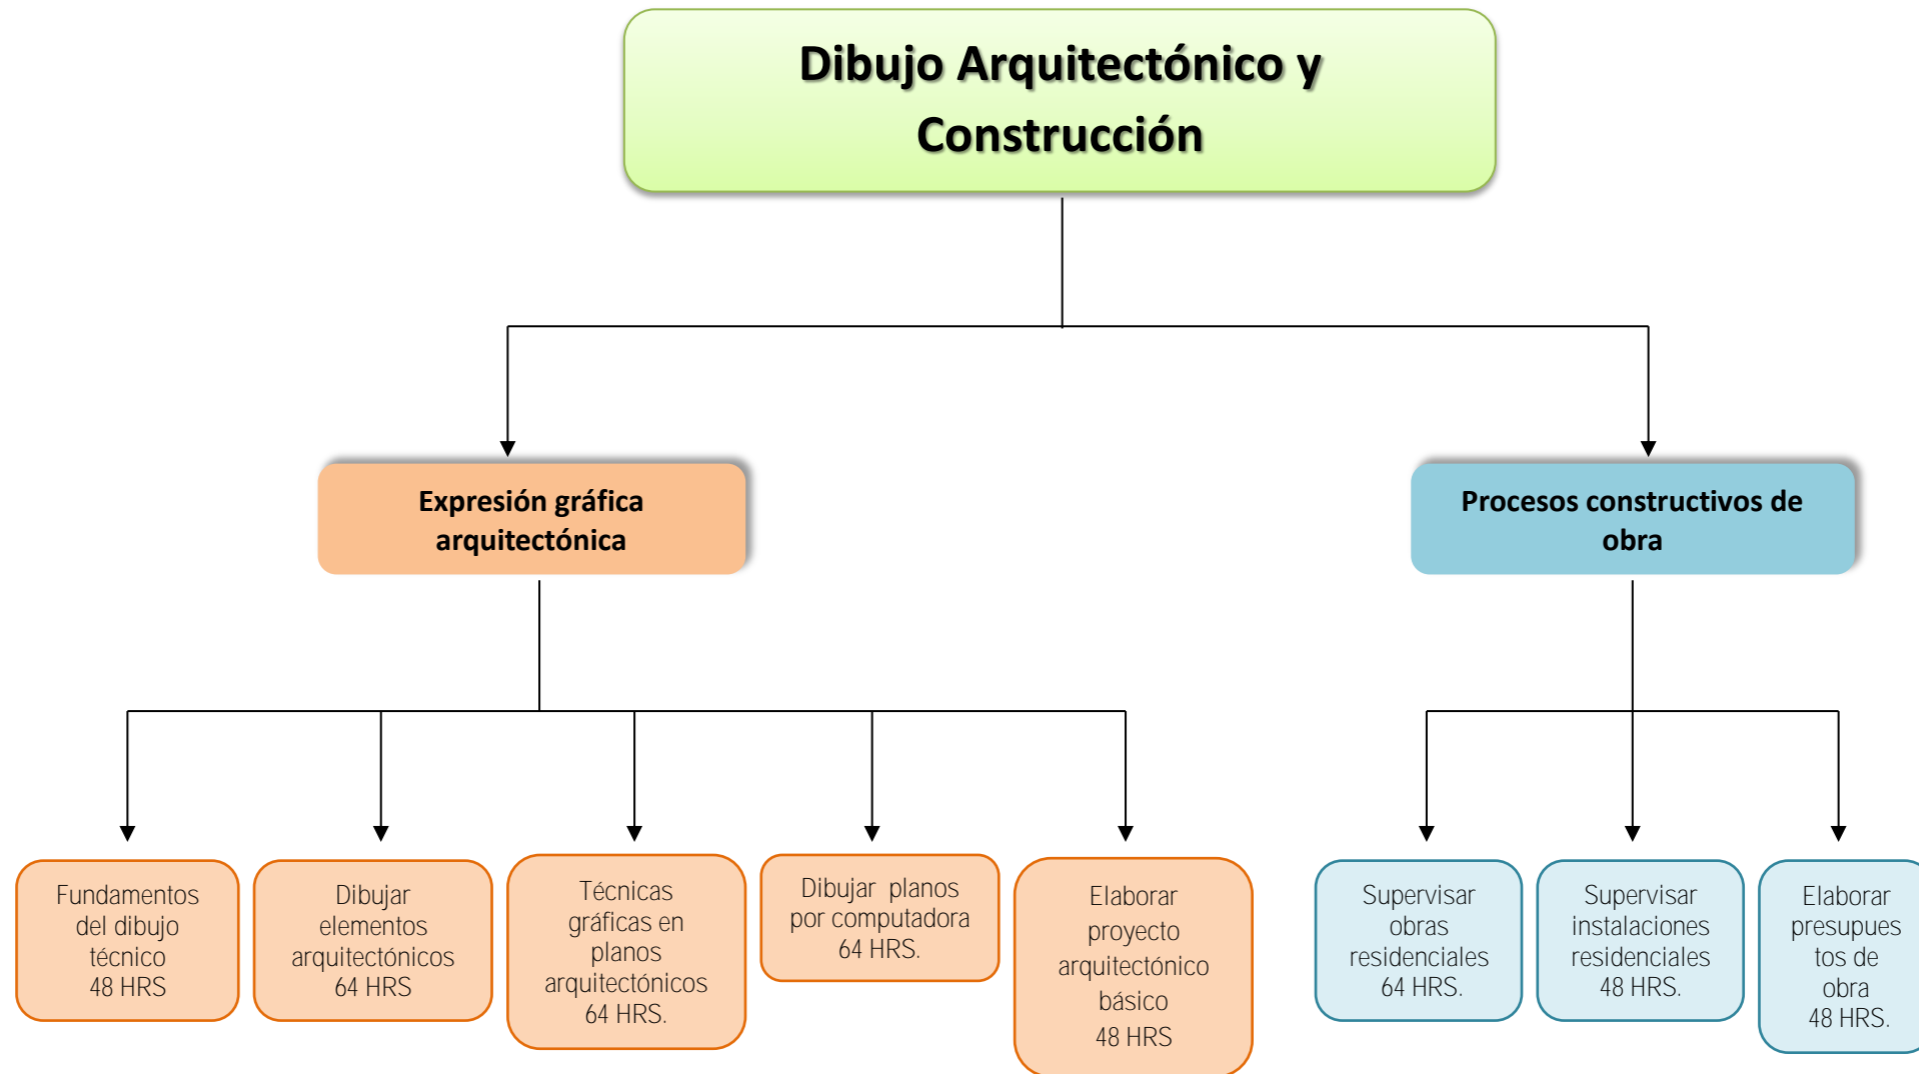 Dibujo Arquitectónico y
Construcción
Expresión gráfica
arquitectónica
Procesos constructivos de
obra
Fundamentos
del dibujo
técnico
48 HRS
Dibujar
elementos
arquitectónicos
64 HRS
Técnicas
gráficas en
planos
arquitectónicos
64 HRS.
Dibujar planos
por computadora
64 HRS.
Elaborar
proyecto
arquitectónico
básico
48 HRS
Supervisar
obras
residenciales
64 HRS.
Supervisar
instalaciones
residenciales
48 HRS.
Elaborar
presupues
tos de
obra
48 HRS.